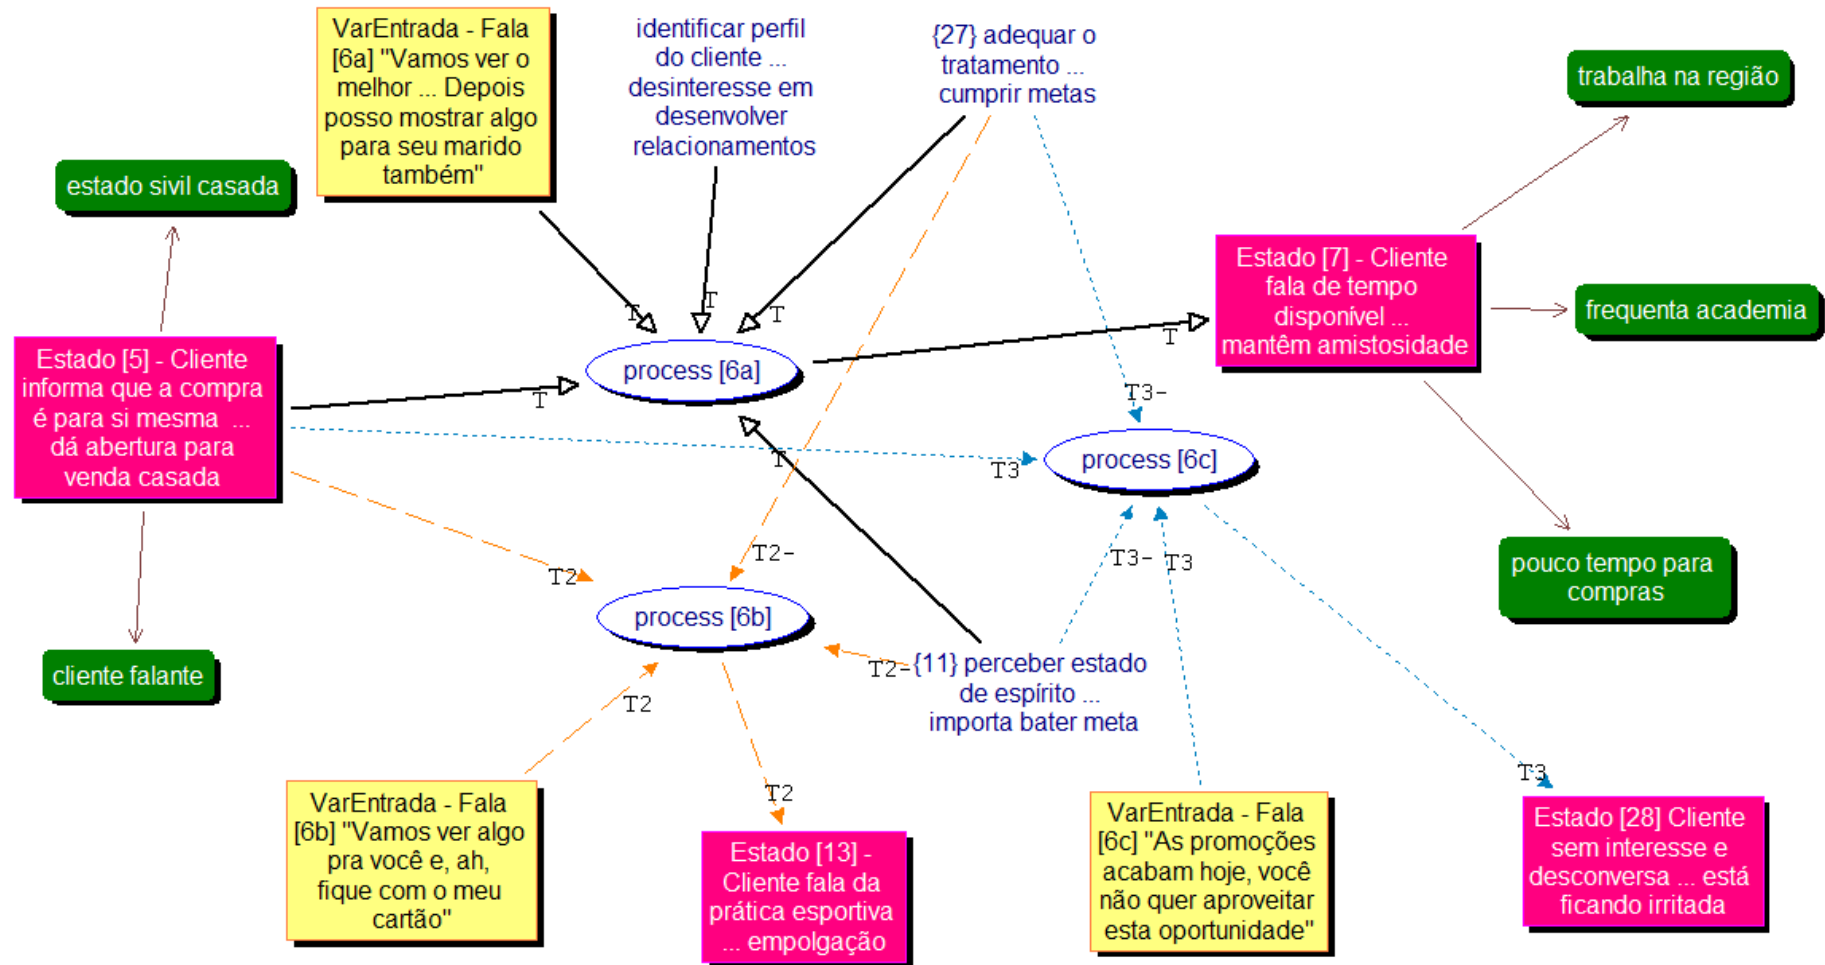 VarEntrada - Fala
[6a] "Vamos ver o
melhor ... Depois
posso mostrar algo
para seu marido
também"
identificar perfil
do cliente ...
desinteresse em
desenvolver
relacionamentos
{27} adequar o
tratamento ...
cumprir metas
trabalha na região
estado sivil casada
Estado [7] - Cliente
fala de tempo
disponível ...
mantêm amistosidade
frequenta academia
T
T
T
T
Estado [5] - Cliente
informa que a compra
é para si mesma ...
dá abertura para
venda casada
process [6a]
T
T3-
T
process [6c]
T3
T2-
T2
T3-
T3
pouco tempo para
compras
process [6b]
cliente falante
T2-
{11} perceber estado
de espírito ...
importa bater meta
T2
T2
T3
VarEntrada - Fala
[6b] "Vamos ver algo
pra você e, ah,
fique com o meu
cartão"
Estado [13] -
Cliente fala da
prática esportiva
... empolgação
VarEntrada - Fala
[6c] "As promoções
acabam hoje, você
não quer aproveitar
esta oportunidade"
Estado [28] Cliente
sem interesse e
desconversa ... está
ficando irritada